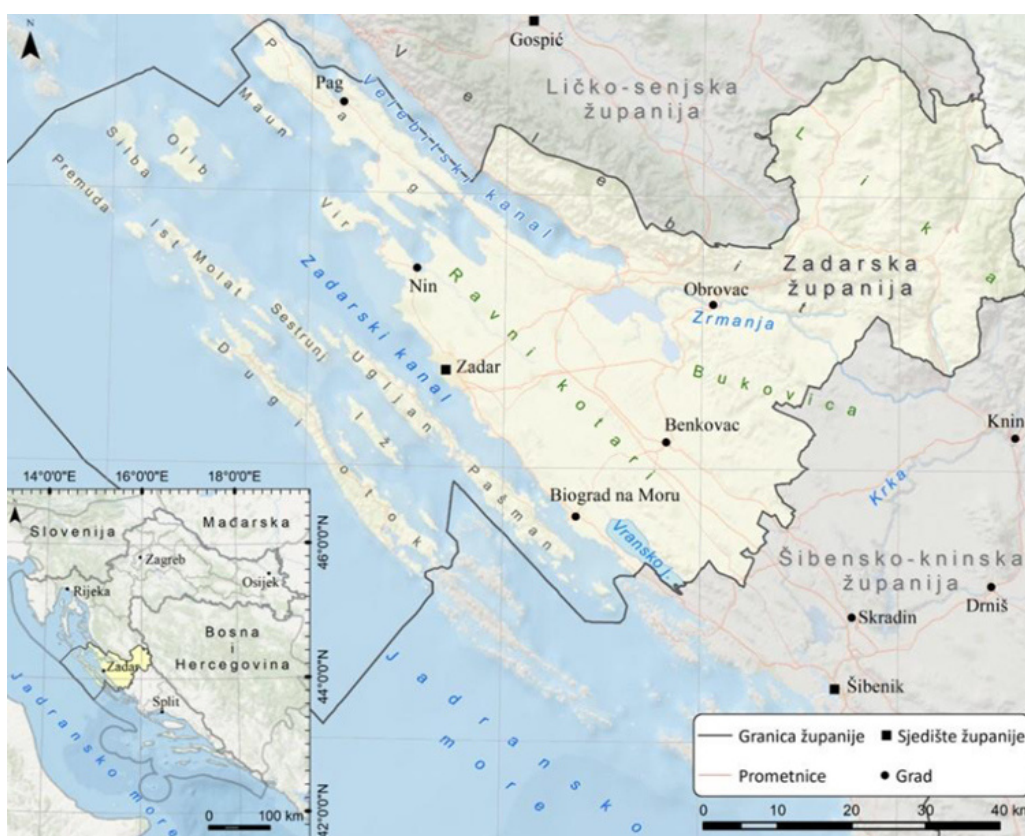 N
Gospić
Ličko-senjska
županija
Velebit
Pag
Pag
Velebitski kanal
Maun
Olib
Silba
Premuda
Ist
Molat
Vir
Nin
Zadarski kanal
Sestrunj
Ugljan
Dugi otok
Iž
Pašman
Zadar
Ravni kotari
Obrovac
Zrmanja
Zadarska
županija
Lika
Bukovica
Benkovac
Biograd na Moru
Vransko j.
Knin
Krka
Šibensko-kninska
županija
Skradin
Drniš
Šibenik
Jadransko
more
14°0'0"E
16°0'0"E
18°0'0"E
Slovenija
Mađarska
Zagreb
Osijek
Rijeka
Bosna
i
Hercegovina
Zadar
Split
Jadransko more
46°0'0"N
44°0'0"N
42°0'0"N
0 100 km
Granica županije
Sjedište županije
Prometnice
Grad
0 10 20 30 40 km